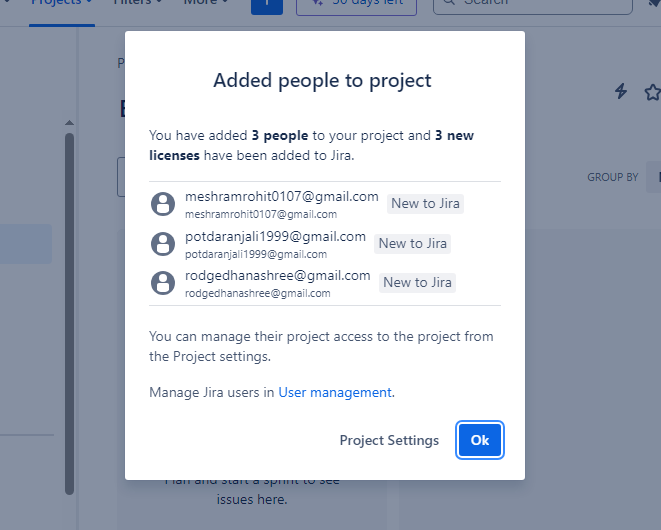 Projects Filters More 30 days left Search
Added people to project
You have added 3 people to your project and 3 new
licenses have been added to Jira.
GROUP BY
meshramrohit0107@gmail.com New to Jira
meshramrohit0107@gmail.com
potdaranjali1999@gmail.com New to Jira
potdaranjali1999@gmail.com
rodgedhanashree@gmail.com New to Jira
rodgedhanashree@gmail.com
You can manage their project access to the project from
the Project settings.
Manage Jira users in User management.
Project Settings Ok
Plan and start a sprint to see
issues here.